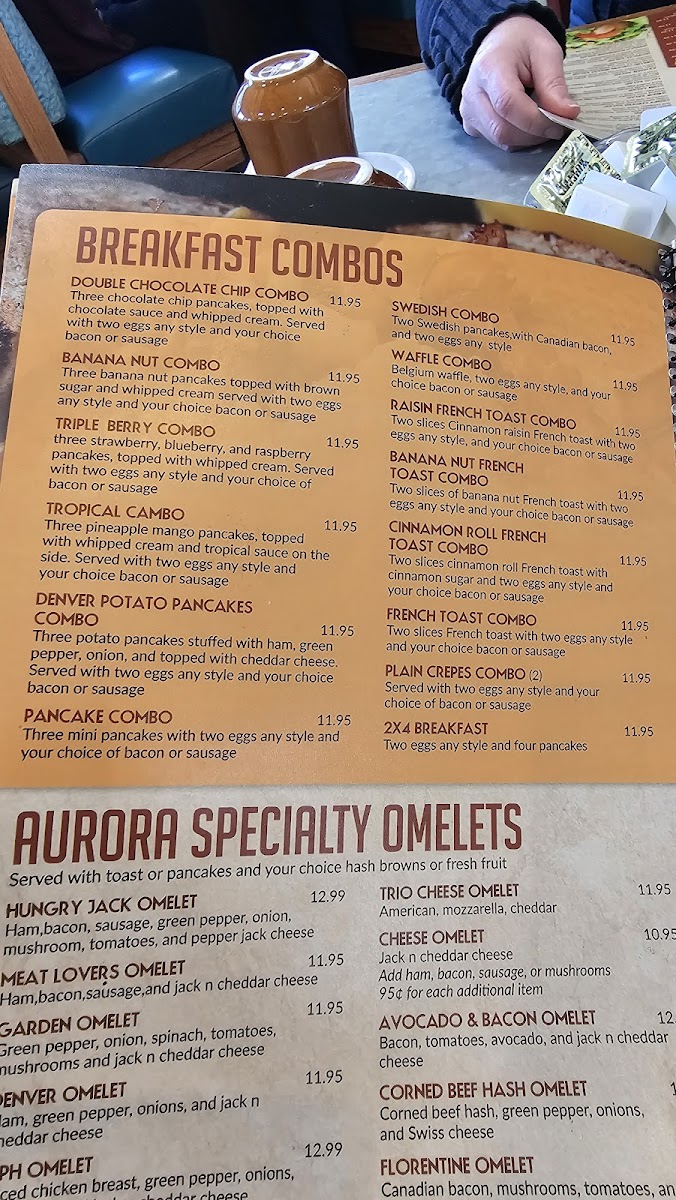 BREAKFAST COMBOS
DOUBLE CHOCOLATE CHIP COMBO 11.95
Three chocolate chip pancakes, topped with
chocolate sauce and whipped cream. Served
with two eggs any style and your choice
bacon or sausage
BANANA NUT COMBO 11.95
Three banana nut pancakes topped with brown
sugar and whipped cream served with two eggs
any style and your choice bacon or sausage
TRIPLE BERRY COMBO 11.95
three strawberry, blueberry, and raspberry
pancakes, topped with whipped cream. Served
with two eggs any style and your choice of
bacon or sausage
TROPICAL CAMBO 11.95
Three pineapple mango pancakes, topped
with whipped cream and tropical sauce on the
side. Served with two eggs any style and
your choice bacon or sausage
DENVER POTATO PANCAKES
COMBO 11.95
Three potato pancakes stuffed with ham, green
pepper, onion, and topped with cheddar cheese.
Served with two eggs any style and your choice
bacon or sausage
PANCAKE COMBO 11.95
Three mini pancakes with two eggs any style and
your choice of bacon or sausage
SWEDISH COMBO 11.95
Two Swedish pancakes,with Canadian bacon,
and two eggs any style
WAFFLE COMBO 11.95
Belgium waffle, two eggs any style, and your
choice bacon or sausage
RAISIN FRENCH TOAST COMBO 11.95
Two slices Cinnamon raisin French toast with two
eggs any style, and your choice bacon or sausage
BANANA NUT FRENCH
TOAST COMBO 11.95
Two slices of banana nut French toast with two
eggs any style and your choice bacon or sausage
CINNAMON ROLL FRENCH
TOAST COMBO 11.95
Two slices cinnamon roll French toast with
cinnamon sugar and two eggs any style and
your choice bacon or sausage
FRENCH TOAST COMBO 11.95
Two slices French toast with two eggs any style
and your choice bacon or sausage
PLAIN CREPES COMBO (2) 11.95
Served with two eggs any style and your
choice of bacon or sausage
2X4 BREAKFAST 11.95
Two eggs any style and four pancakes
AURORA SPECIALTY OMELETS
Served with toast or pancakes and your choice hash browns or fresh fruit
HUNGRY JACK OMELET 12.99
Ham,bacon, sausage, green pepper, onion,
mushroom, tomatoes, and pepper jack cheese
MEAT LOVERS OMELET 11.95
Ham,bacon,sausage,and jack n cheddar cheese
GARDEN OMELET 11.95
Green pepper, onion, spinach, tomatoes,
mushrooms and jack n cheddar cheese
DENVER OMELET 11.95
Ham, green pepper, onions, and jack n
cheddar cheese
PH OMELET 12.99
chicken breast, green pepper, onions,
cheddar cheese
TRIO CHEESE OMELET 11.95
American, mozzarella, cheddar
CHEESE OMELET 10.95
Jack n cheddar cheese
Add ham, bacon, sausage, or mushrooms
95¢ for each additional item
AVOCADO & BACON OMELET 12.
Bacon, tomatoes, avocado, and jack n cheddar
cheese
CORNED BEEF HASH OMELET
Corned beef hash, green pepper, onions,
and Swiss cheese
FLORENTINE OMELET
Canadian bacon, mushrooms, tomatoes, an